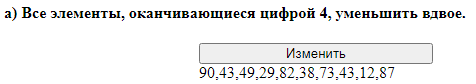 а) Все элементы, оканчивающиеся цифрой 4, уменьшить вдвое.
Изменить
90,43,49,29,82,38,73,43,12,87